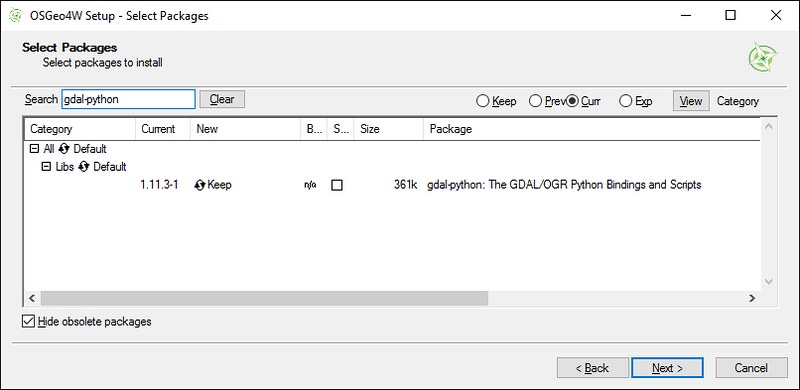 OSGeo4W Setup - Select Packages
Select Packages
Select packages to install
Search gdal-python Clear Keep Prev Curr Exp View Category
Category Current New B... S... Size Package
All Default
Libs Default
1.11.3-1 Keep n/a 361k gdal-python: The GDAL/OGR Python Bindings and Scripts
Hide obsolete packages
< Back Next > Cancel